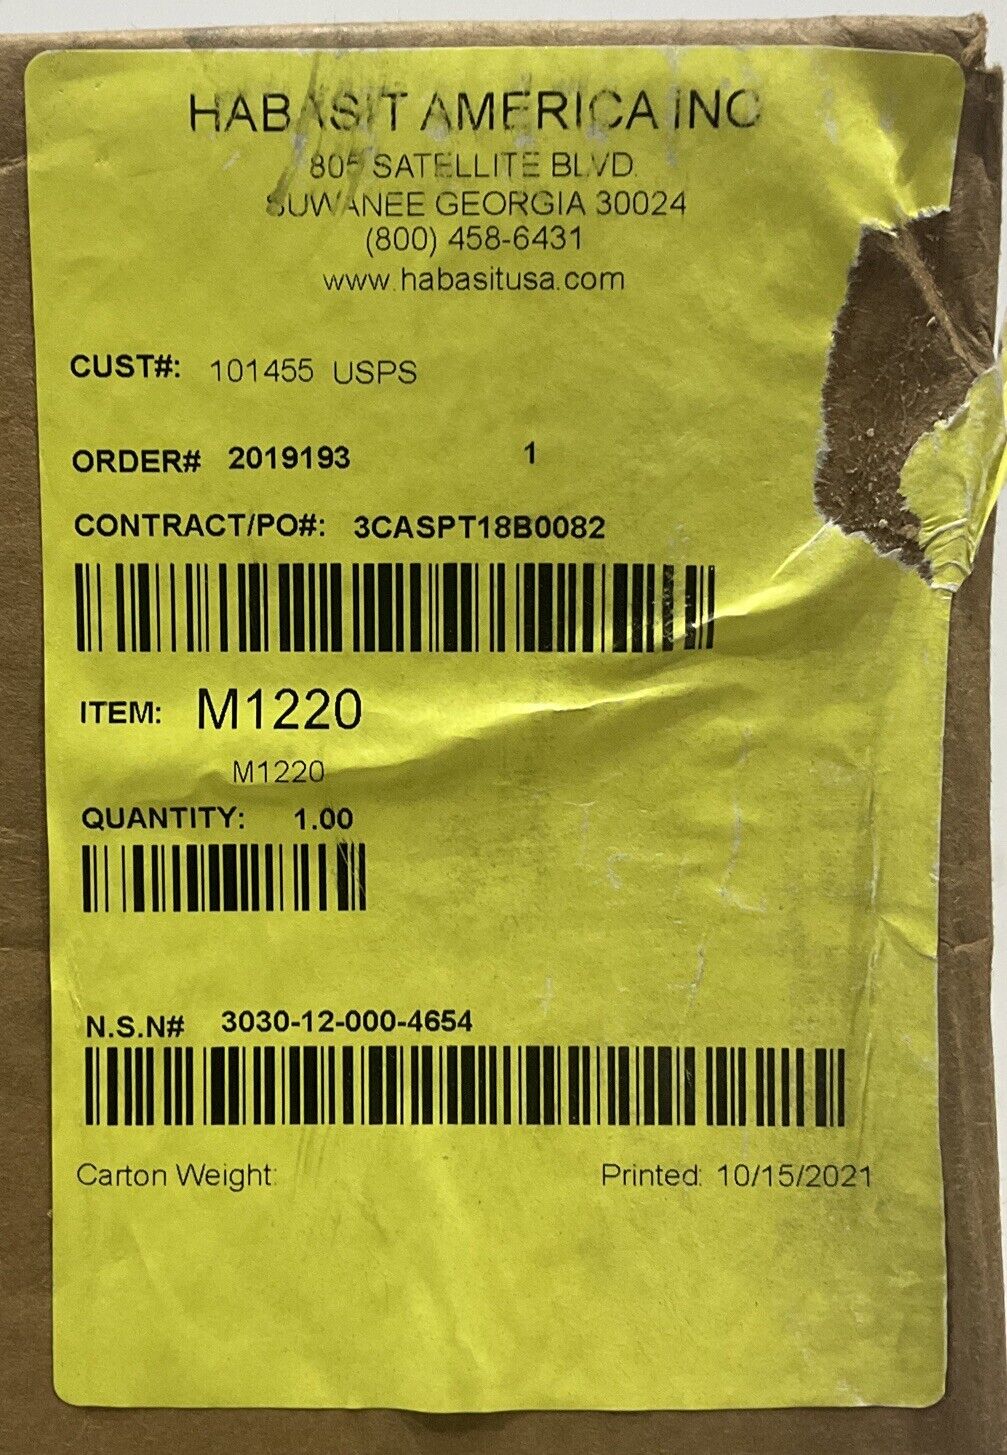 HABASIT AMERICA INC
805 SATELLITE BLVD.
SUWANEE GEORGIA 30024
(800) 458-6431
www.habasitusa.com
CUST#: 101455 USPS
ORDER# 2019193 1
CONTRACT/PO#: 3CASPT18B0082
ITEM: M1220
M1220
QUANTITY: 1.00
N.S.N# 3030-12-000-4654
Carton Weight: Printed: 10/15/2021